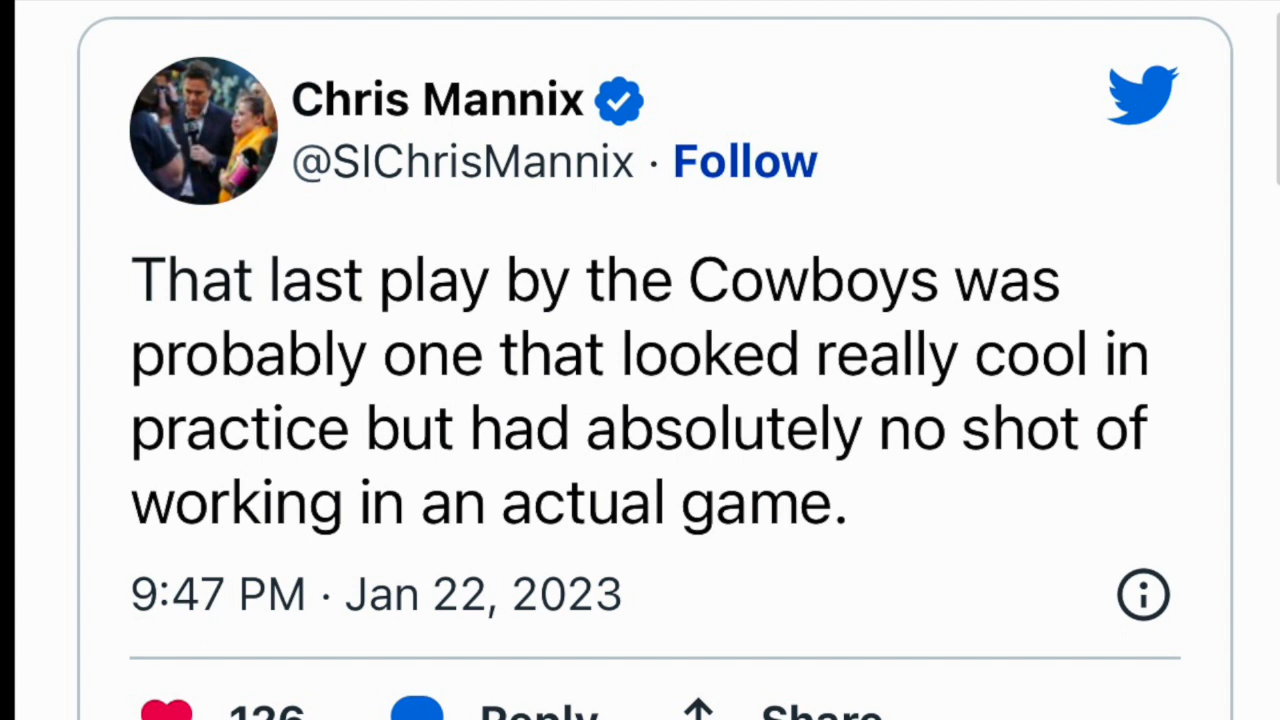 Chris Mannix
@SIChrisMannix · Follow
That last play by the Cowboys was
probably one that looked really cool in
practice but had absolutely no shot of
working in an actual game.
9:47 PM · Jan 22, 2023
126 Reply Share